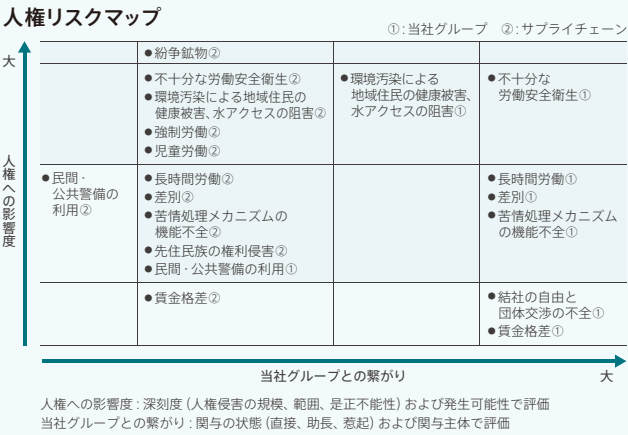 人権リスクマップ
①:当社グループ ②:サプライチェーン
大
人権への影響度
●紛争鉱物②
●不十分な労働安全衛生②
●環境汚染による地域住民の
健康被害、水アクセスの阻害②
●強制労働②
●児童労働②
●環境汚染による
地域住民の健康被害、
水アクセスの阻害①
●不十分な
労働安全衛生①
●民間・
公共警備の
利用②
●長時間労働②
●差別②
●苦情処理メカニズムの
機能不全②
●先住民族の権利侵害②
●民間・公共警備の利用①
●長時間労働①
●差別①
●苦情処理メカニズム
の機能不全①
●賃金格差②
●結社の自由と
団体交渉の不全①
●賃金格差①
当社グループとの繋がり 大
人権への影響度:深刻度(人権侵害の規模、範囲、是正不能性)および発生可能性で評価
当社グループとの繋がり:関与の状態(直接、助長、惹起)および関与主体で評価